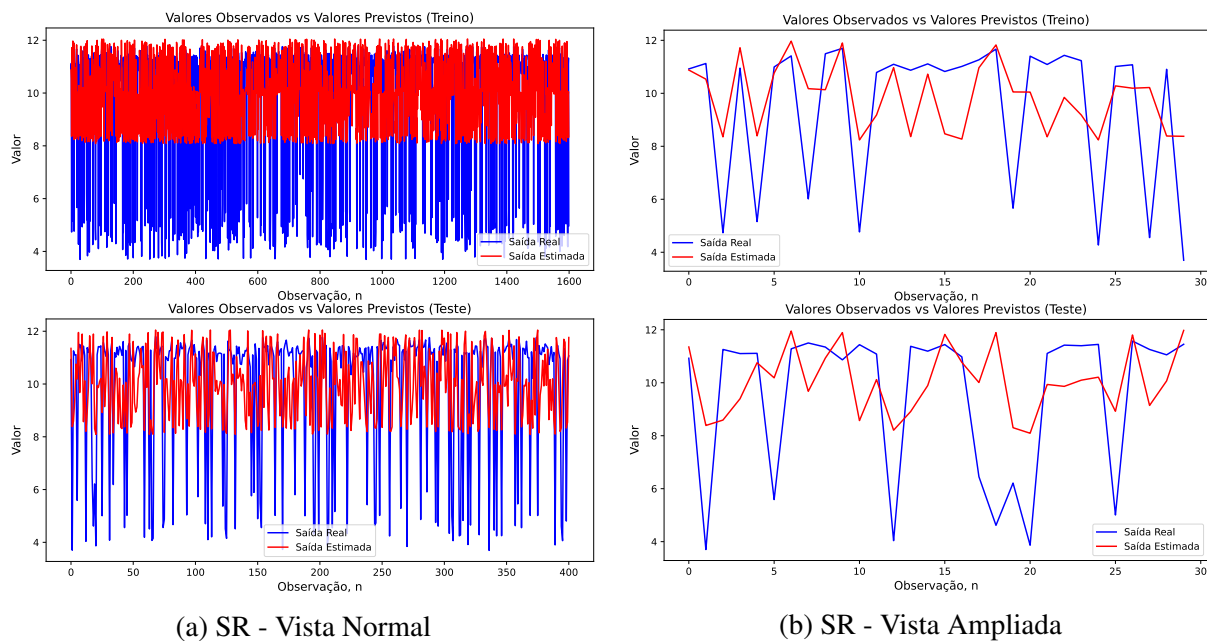 Valores Observados vs Valores Previstos (Treino)
12
10
8
6
4
Valor
0 200 400 600 800 1000 1200 1400 1600
Observação, n
Saída Real
Saída Estimada
Valores Observados vs Valores Previstos (Teste)
12
10
8
6
4
Valor
0 50 100 150 200 250 300 350 400
Observação, n
Saída Real
Saída Estimada
(a) SR - Vista Normal
Valores Observados vs Valores Previstos (Treino)
12
10
8
6
4
Valor
0 5 10 15 20 25 30
Observação, n
Saída Real
Saída Estimada
Valores Observados vs Valores Previstos (Teste)
12
10
8
6
4
Valor
0 5 10 15 20 25 30
Observação, n
Saída Real
Saída Estimada
(b) SR - Vista Ampliada